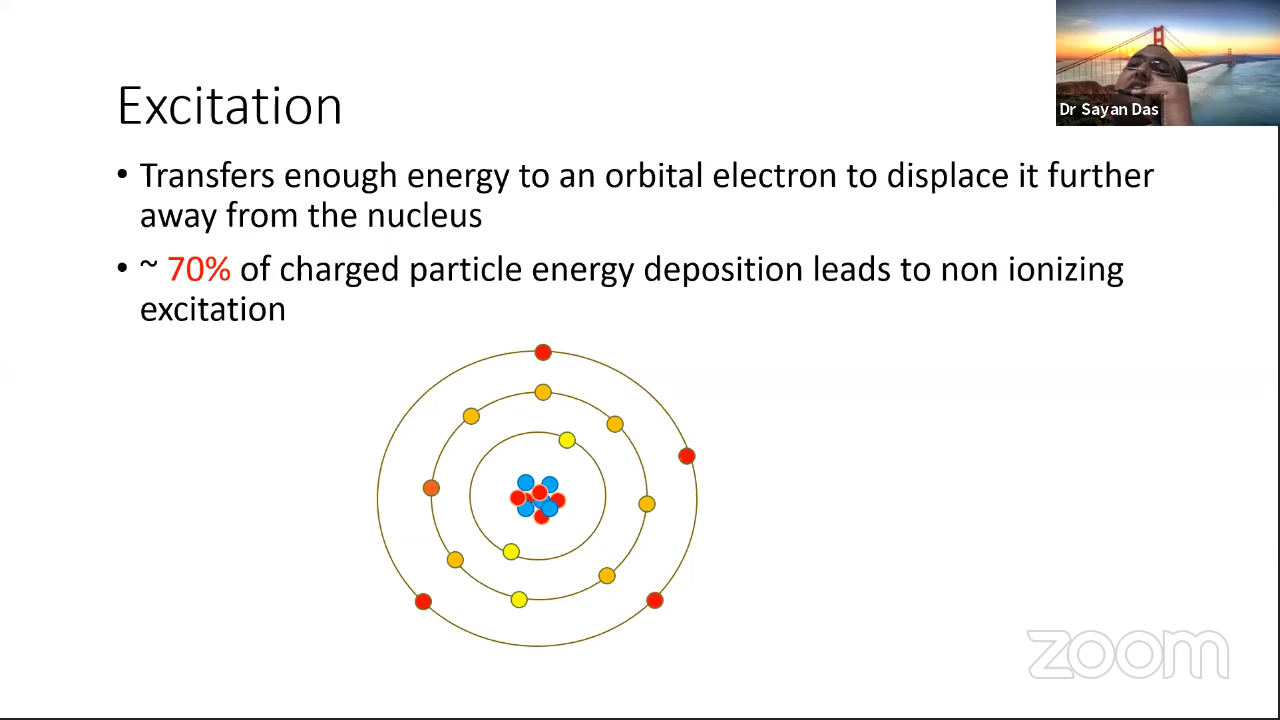 Excitation
• Transfers enough energy to an orbital electron to displace it further
away from the nucleus
• ~ 70% of charged particle energy deposition leads to non ionizing
excitation
Dr Sayan Das
zoom